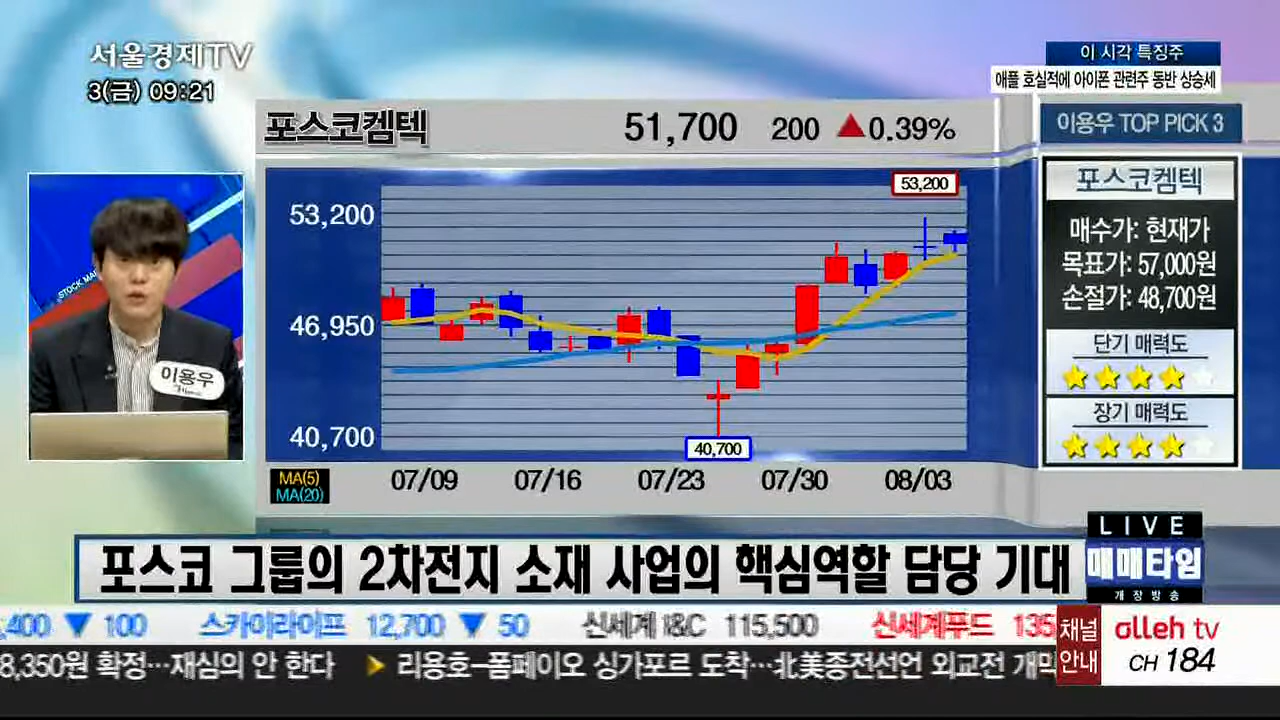 서울경제TV
3(금) 09:21
이 시각 특징주
애플 호실적에 아이폰 관련주 동반 상승세
포스코켐텍 51,700 200 ▲0.39%
이용우 TOP PICK 3
포스코켐텍
매수가: 현재가
목표가: 57,000원
손절가: 48,700원
단기 매력도
장기 매력도
STOCK MA
이용우
53,200
53,200
46,950
40,700
40,700
MA(5)
MA(20)
07/09 07/16 07/23 07/30 08/03
포스코 그룹의 2차전지 소재 사업의 핵심역할 담당 기대
LIVE
매매타임
개장방송
,400 ▼ 100 스카이라이프 12,700 ▼ 50 신세계 I&C 115,500 신세계푸드 135
8,350원 확정…재심의 안 한다 ▶ 리용호-폼페이오 싱가포르 도착…北美종전선언 외교전 개막
채널안내
olleh tv
CH 184